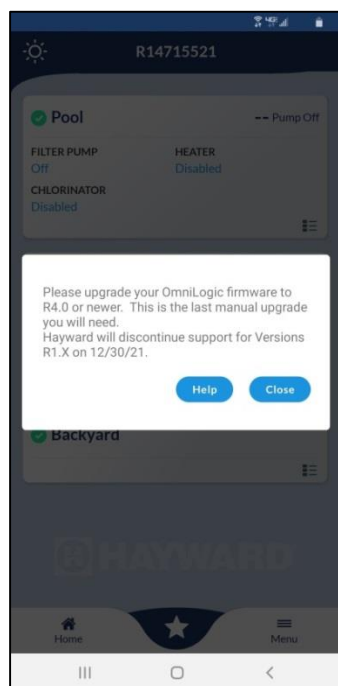 R14715521
Pool
-- Pump Off
FILTER PUMP
HEATER
Off
Disabled
CHLORINATOR
Disabled
Please upgrade your OmniLogic firmware to
R4.0 or newer. This is the last manual upgrade
you will need.
Hayward will discontinue support for Versions
R1.X on 12/30/21.
Help
Close
Backyard
HAYWARD
Home
Menu